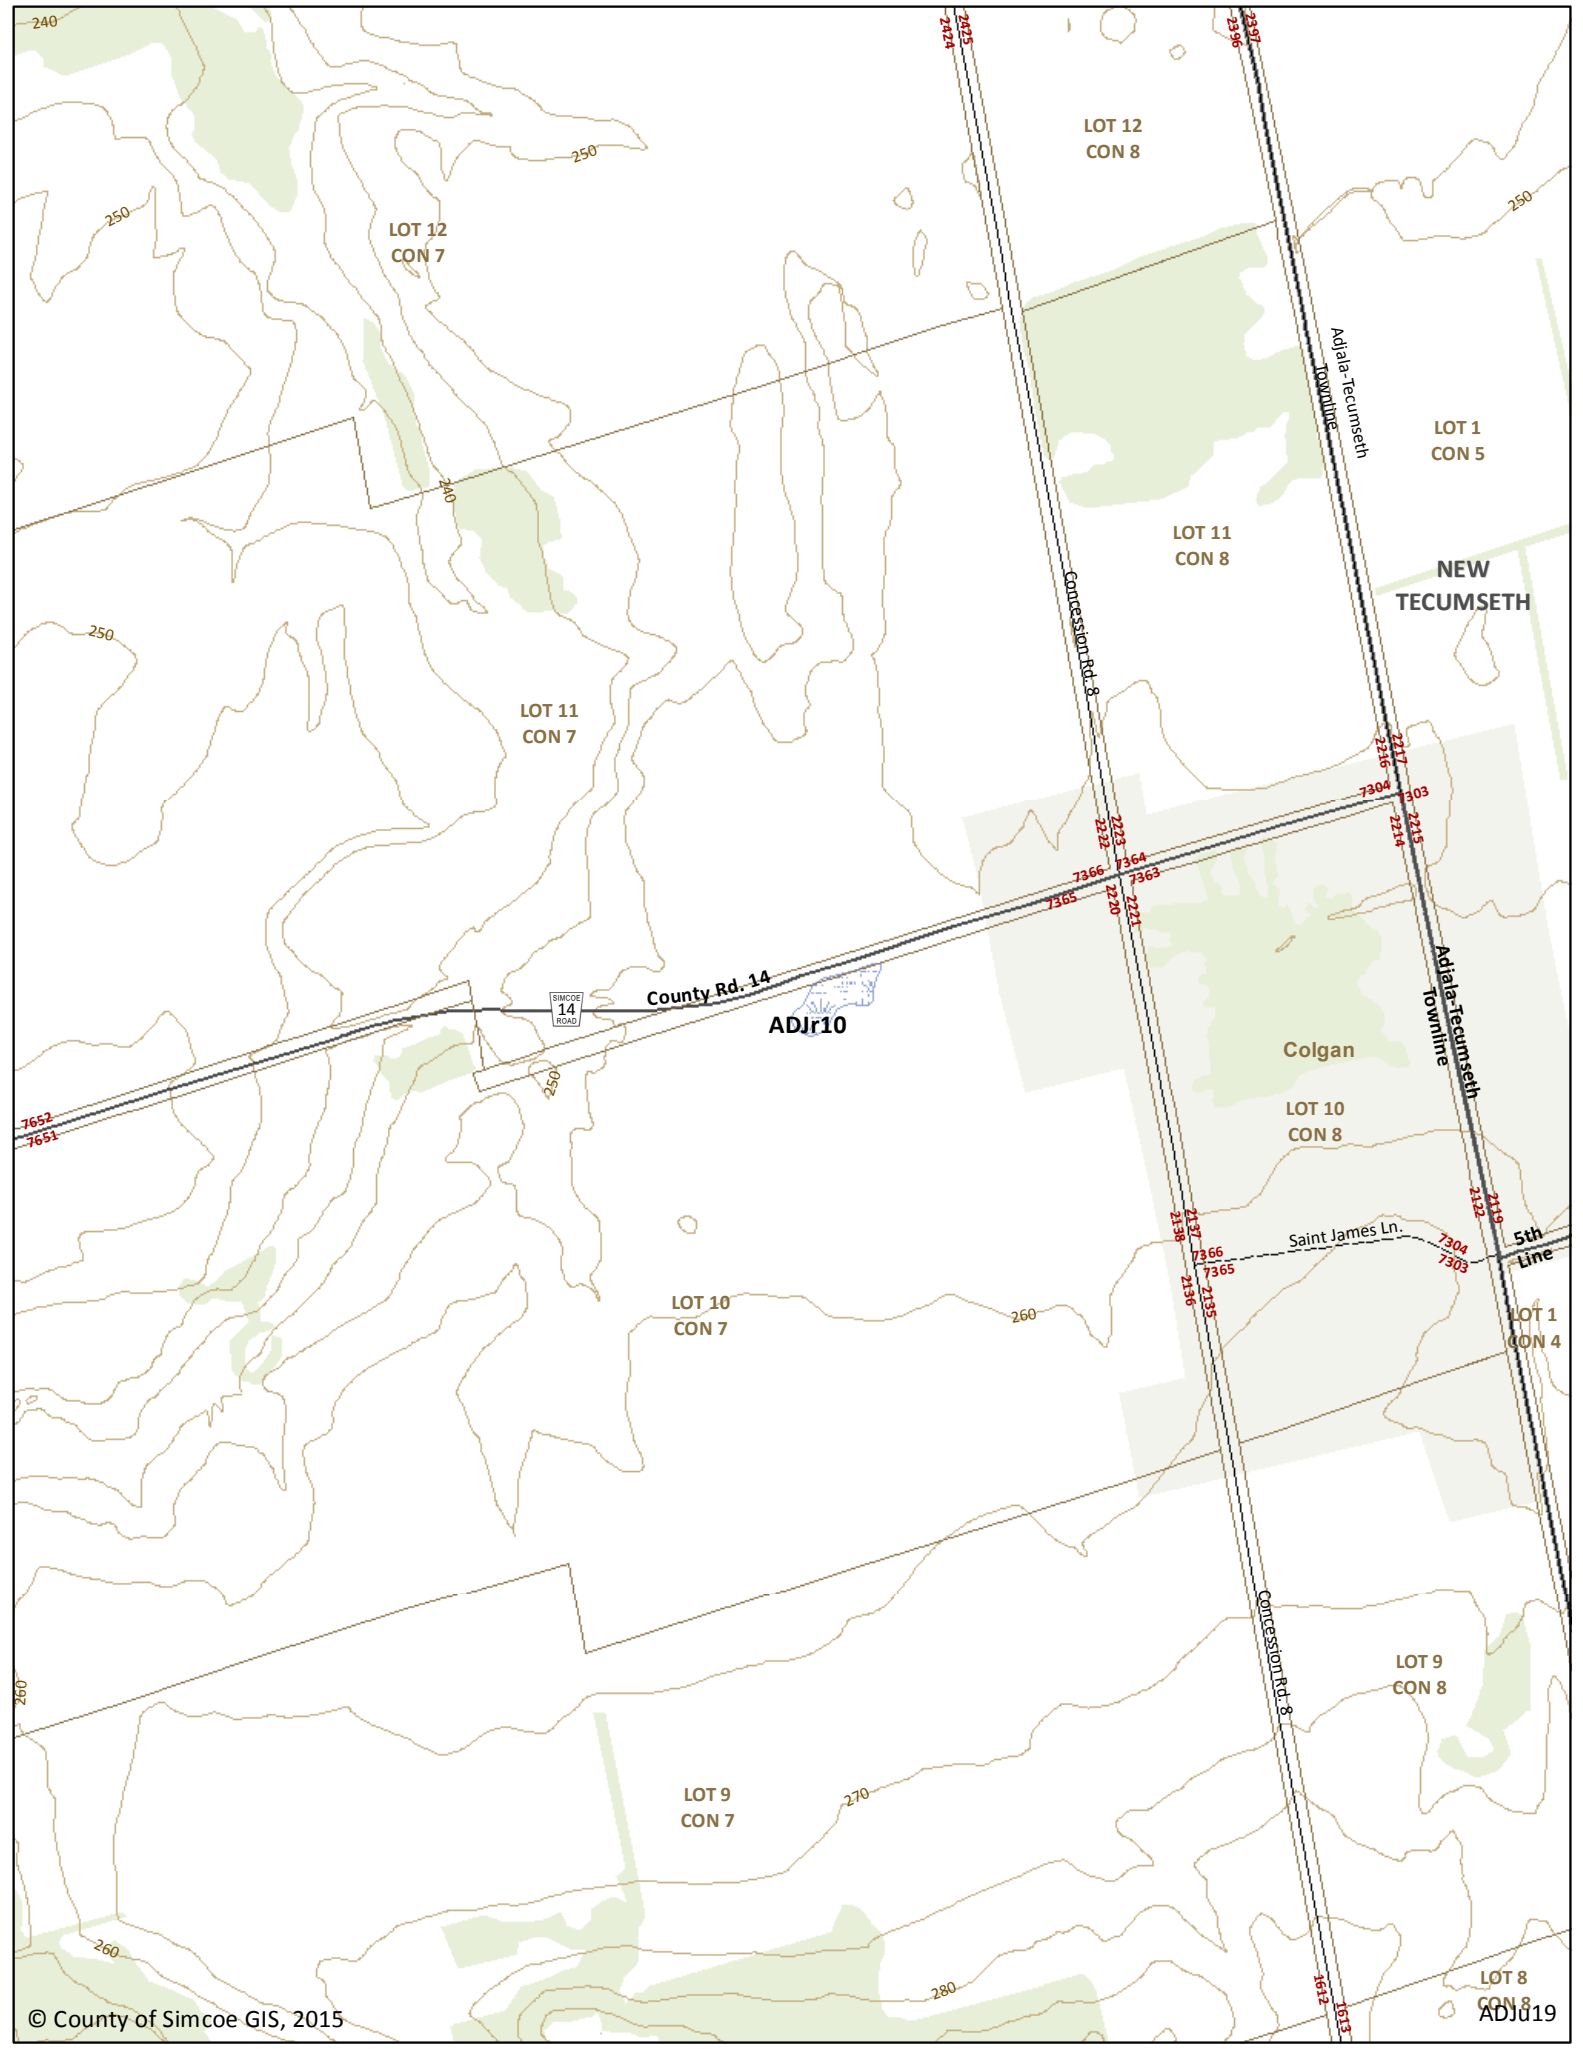 240
2424
2425
2396
2397
LOT 12
CON 8
250
250
250
LOT 12
CON 7
Adjala-Tecumseth
Townline
LOT 1
CON 5
240
LOT 11
CON 8
NEW
TECUMSETH
Concession Rd. 8
250
LOT 11
CON 7
2216
2217
7304
7303
2222
2223
2214
2215
7366
7364
7365
7363
2220
2221
County Rd. 14
SIMCOE
14
ROAD
ADJr10
Adjala-Tecumseth
Townline
Colgan
250
LOT 10
CON 8
7652
7651
2138
2137
2122
2119
Saint James Ln.
7366
7365
7304
7303
5th
Line
2136
2135
LOT 10
CON 7
260
LOT 1
CON 4
Concession Rd. 8
260
LOT 9
CON 8
LOT 9
CON 7
270
260
280
1612
1613
LOT 8
CON 8
© County of Simcoe GIS, 2015
ADJu19